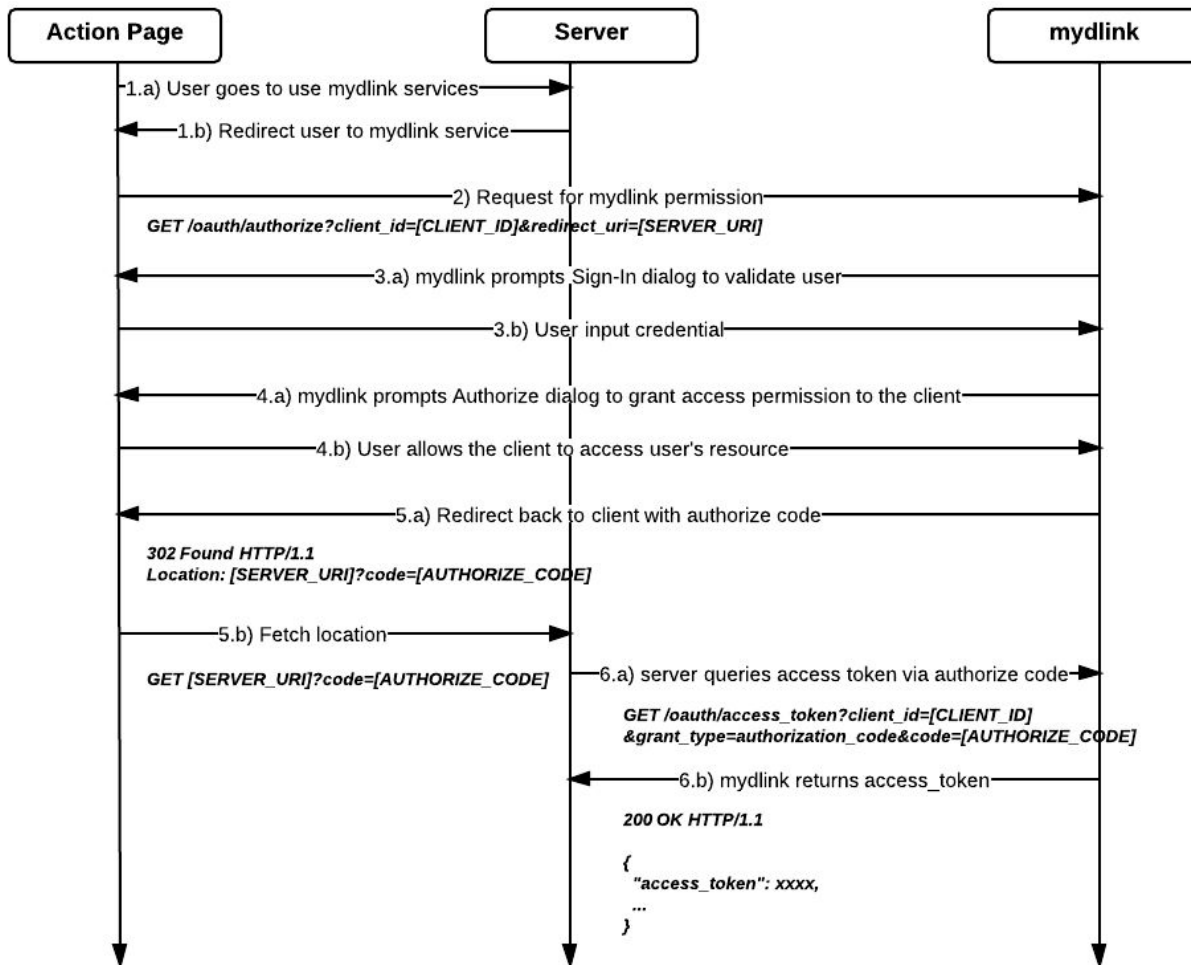 Action Page
Server
mydlink
1.a) User goes to use mydlink services
1.b) Redirect user to mydlink service
2) Request for mydlink permission
GET /oauth/authorize?client_id=[CLIENT_ID]&redirect_uri=[SERVER_URI]
3.a) mydlink prompts Sign-In dialog to validate user
3.b) User input credential
4.a) mydlink prompts Authorize dialog to grant access permission to the client
4.b) User allows the client to access user's resource
5.a) Redirect back to client with authorize code
302 Found HTTP/1.1
Location: [SERVER_URI]?code=[AUTHORIZE_CODE]
5.b) Fetch location
GET [SERVER_URI]?code=[AUTHORIZE_CODE]
6.a) server queries access token via authorize code
GET /oauth/access_token?client_id=[CLIENT_ID]
&grant_type=authorization_code&code=[AUTHORIZE_CODE]
6.b) mydlink returns access_token
200 OK HTTP/1.1
{
"access_token": xxxx,
...
}